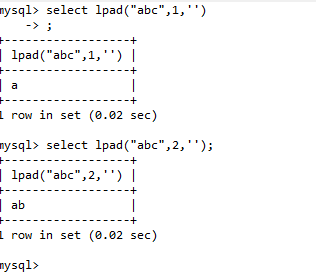 mysql> select lpad("abc",1,'')
    -> ;
+------------------+
| lpad("abc",1,'') |
+------------------+
| a                |
+------------------+
1 row in set (0.02 sec)

mysql> select lpad("abc",2,'');
+------------------+
| lpad("abc",2,'') |
+------------------+
| ab               |
+------------------+
1 row in set (0.02 sec)

mysql>